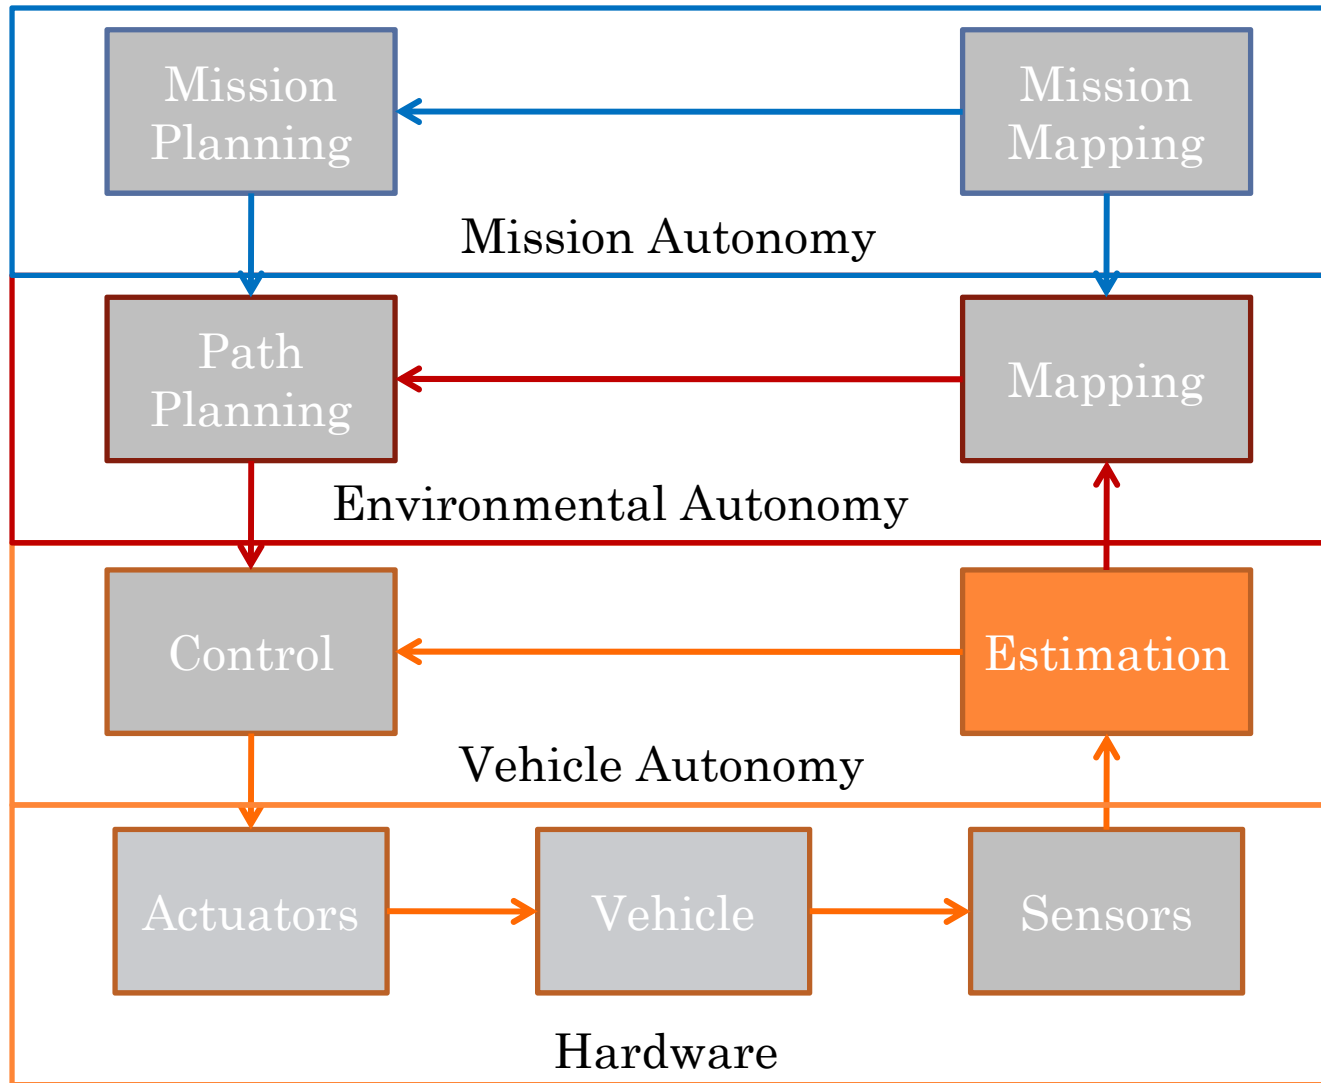 Mission
Planning
Mission
Mapping
Mission Autonomy
Path
Planning
Mapping
Environmental Autonomy
Control
Estimation
Vehicle Autonomy
Actuators
Vehicle
Sensors
Hardware